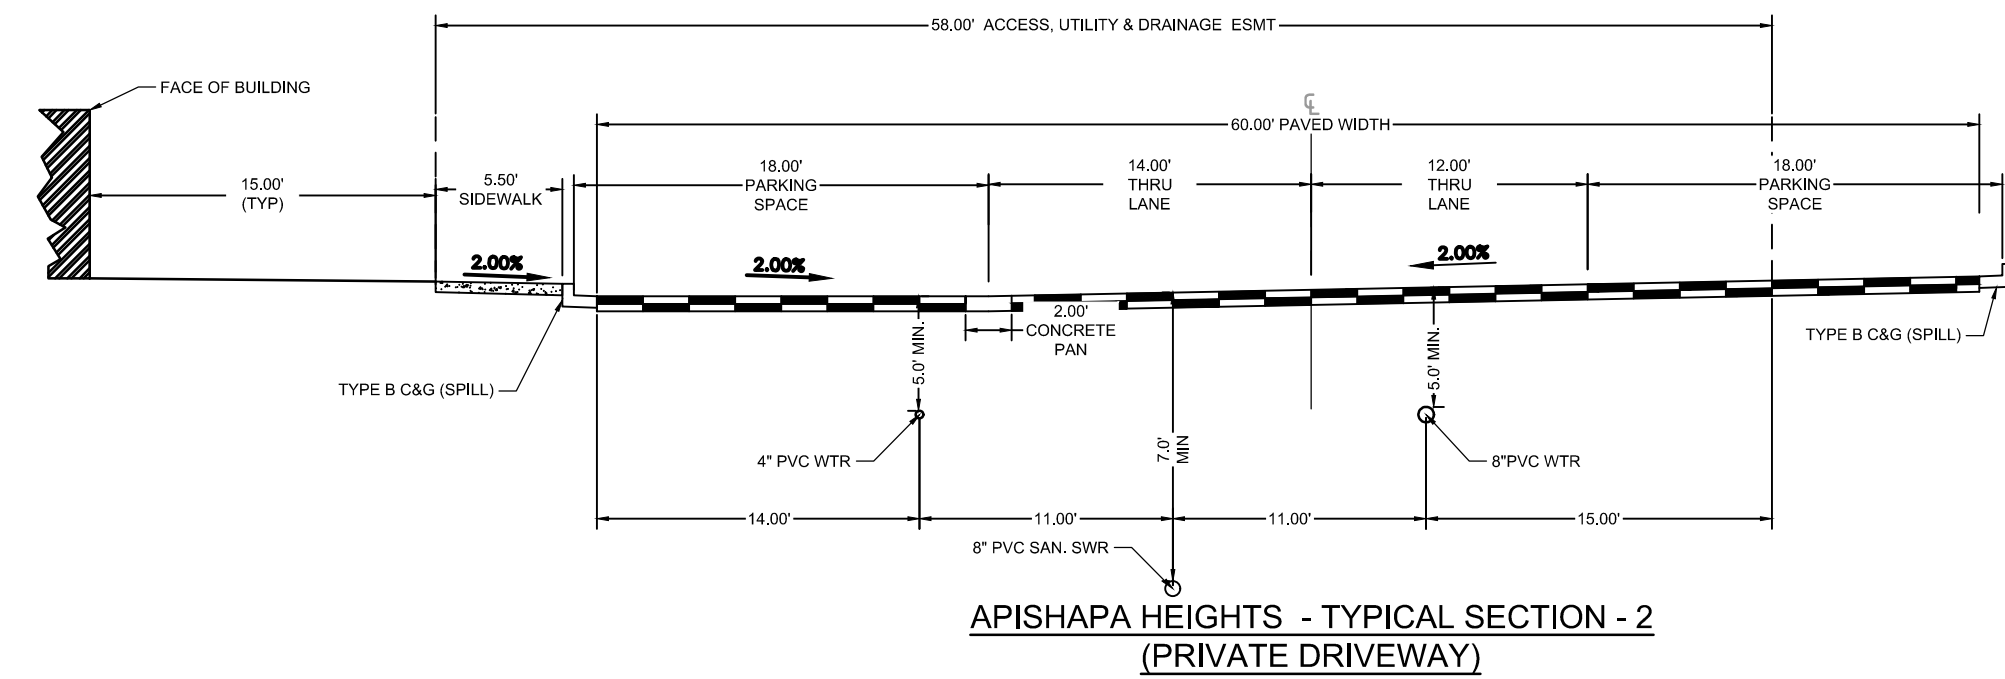 58.00' ACCESS, UTILITY & DRAINAGE ESMT
FACE OF BUILDING
℄
60.00' PAVED WIDTH
15.00'
(TYP)
5.50'
SIDEWALK
18.00'
PARKING
SPACE
14.00'
THRU
LANE
12.00'
THRU
LANE
18.00'
PARKING
SPACE
2.00%
2.00%
2.00%
2.00'
CONCRETE
PAN
5.0' MIN.
5.0' MIN.
TYPE B C&G (SPILL)
TYPE B C&G (SPILL)
4" PVC WTR
7.0'
MIN
8"PVC WTR
14.00'
11.00'
11.00'
15.00'
8" PVC SAN. SWR
APISHAPA HEIGHTS - TYPICAL SECTION - 2
(PRIVATE DRIVEWAY)